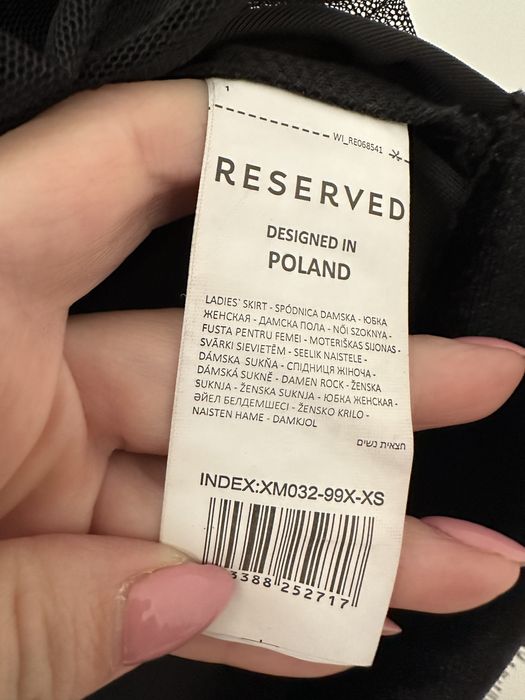 1
WI_RE068541
RESERVED
DESIGNED IN
POLAND
LADIES` SKIRT - SPÓDNICA DAMSKA - ЮБКА
ЖЕНСКАЯ - ДАМСКА ПОЛА - NŐI SZOKNYA -
FUSTA PENTRU FEMEI - MOTERIŠKAS SIJONAS -
SVĀRKI SIEVIETĒM - SEELIK NAISTELE -
DÁMSKA SUKŇA - СПІДНИЦЯ ЖІНОЧА -
DÁMSKÁ SUKNĚ - DAMEN ROCK - ŽENSKA
SUKNJA - ŽENSKA SUKNJA - ЮБКА ЖЕНСКАЯ -
ӘЙЕЛ БЕЛДЕМШЕСІ - ŽENSKO KRILO -
NAISTEN HAME - DAMKJOL
חצאית נשים
INDEX:XM032-99X-XS
3388 252717